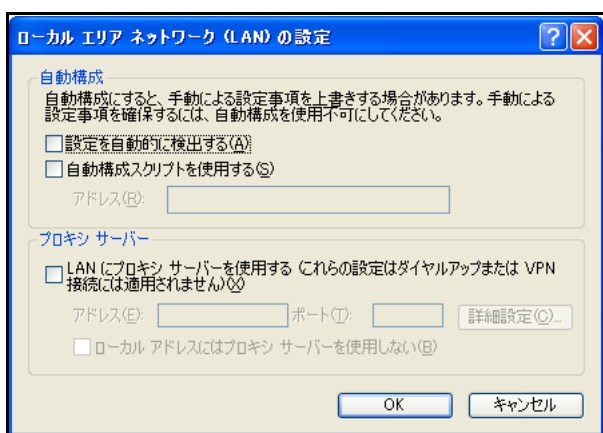 ローカル エリア ネットワーク (LAN) の設定
自動構成
自動構成にすると、手動による設定事項を上書きする場合があります。手動による
設定事項を確保するには、自動構成を使用不可にしてください。
設定を自動的に検出する(A)
自動構成スクリプトを使用する(S)
アドレス(R):
プロキシ サーバー
LAN にプロキシ サーバーを使用する (これらの設定はダイヤルアップまたは VPN
接続には適用されません)(X)
アドレス(E): ポート(T): 詳細設定(C)...
ローカル アドレスにはプロキシ サーバーを使用しない(B)
OK キャンセル